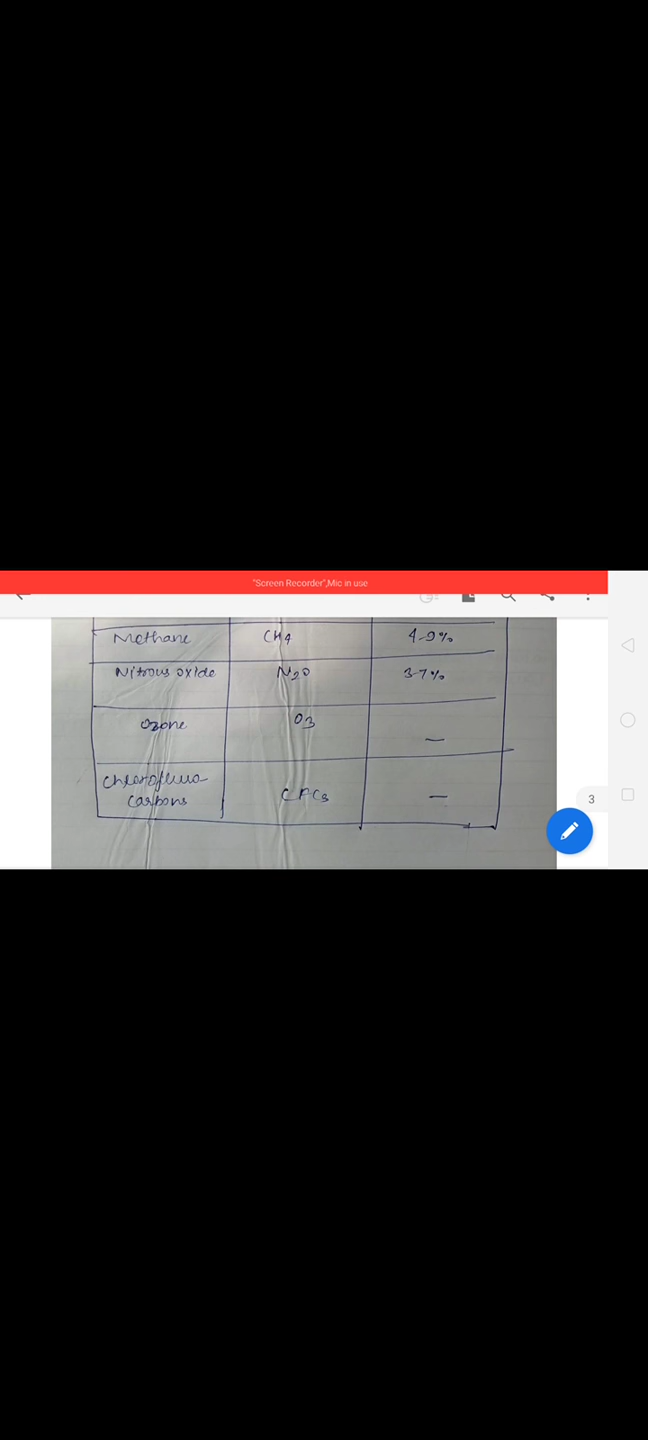 "Screen Recorder",Mic in use
Methane CH4 4-9%
Nitrous oxide N2O 3-7%
Ozone O3 —
Chlorofluro
carbons CFCs —
3